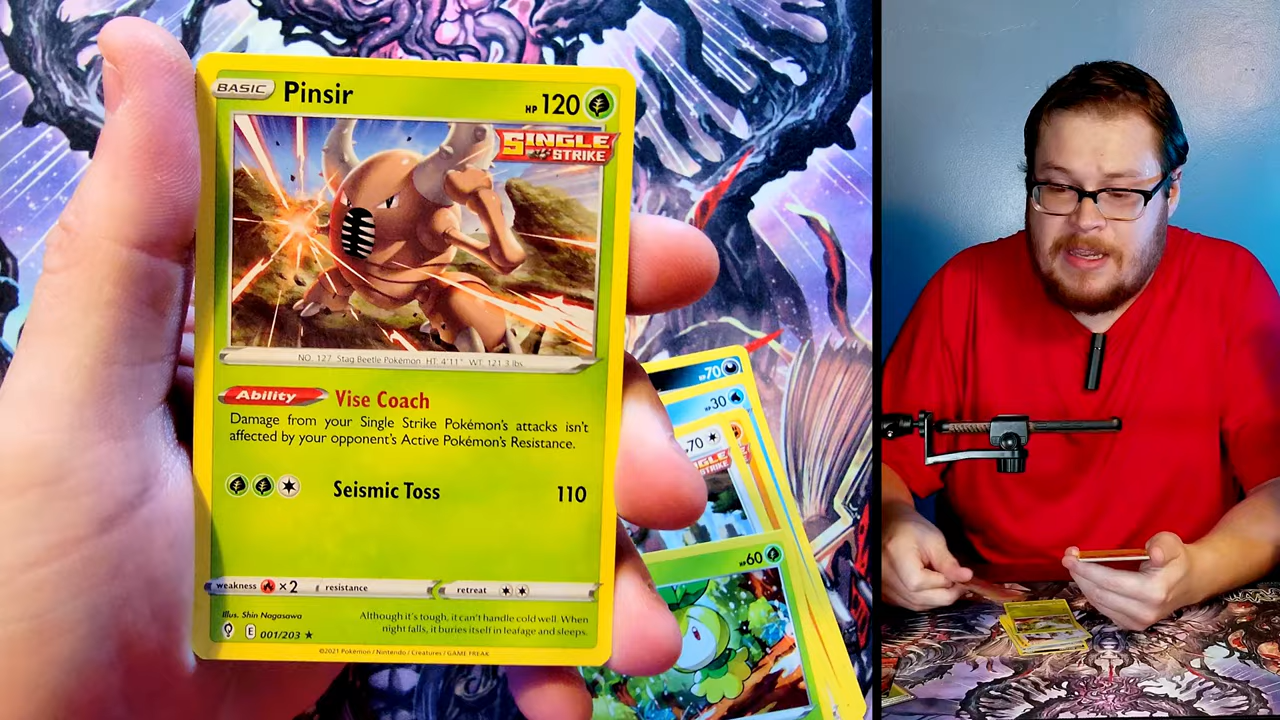 BASIC Pinsir HP 120
SINGLE
STRIKE
NO. 127 Stag Beetle Pokémon HT: 4'11" WT: 121.3 lbs
Ability Vise Coach
Damage from your Single Strike Pokémon's attacks isn't
affected by your opponent's Active Pokémon's Resistance.
Seismic Toss 110
weakness ×2 resistance retreat
Illus. Shin Nagasawa
Although it's tough, it can't handle cold well. When
night falls, it buries itself in leafage and sleeps.
E 001/203 ★
©2021 Pokémon / Nintendo / Creatures / GAME FREAK
HP 70
HP 30
70
STRIKE
HP 60